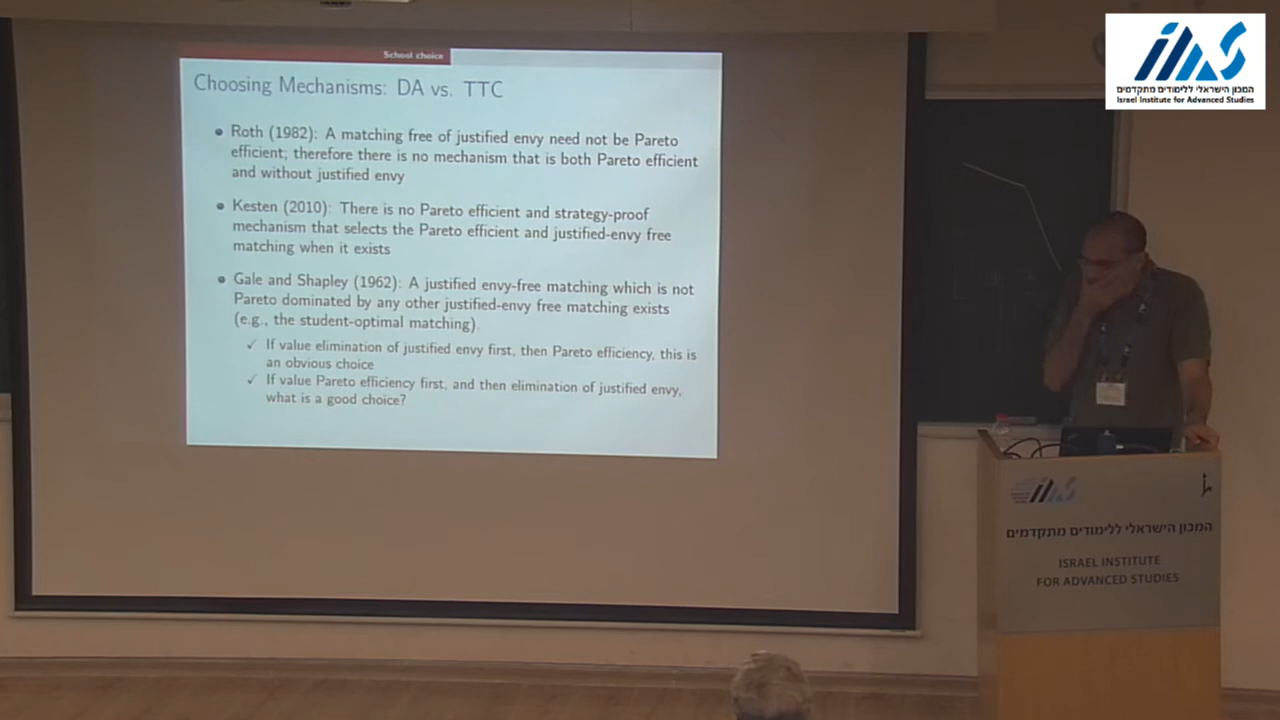 School choice
Choosing Mechanisms: DA vs. TTC
Roth (1982): A matching free of justified envy need not be Pareto
efficient; therefore there is no mechanism that is both Pareto efficient
and without justified envy
Kesten (2010): There is no Pareto efficient and strategy-proof
mechanism that selects the Pareto efficient and justified-envy free
matching when it exists
Gale and Shapley (1962): A justified envy-free matching which is not
Pareto dominated by any other justified-envy free matching exists
(e.g., the student-optimal matching).
✓ If value elimination of justified envy first, then Pareto efficiency, this is
an obvious choice
✓ If value Pareto efficiency first, and then elimination of justified envy,
what is a good choice?
המכון הישראלי ללימודים מתקדמים
Israel Institute for Advanced Studies
המכון הישראלי ללימודים מתקדמים
ISRAEL INSTITUTE
FOR ADVANCED STUDIES